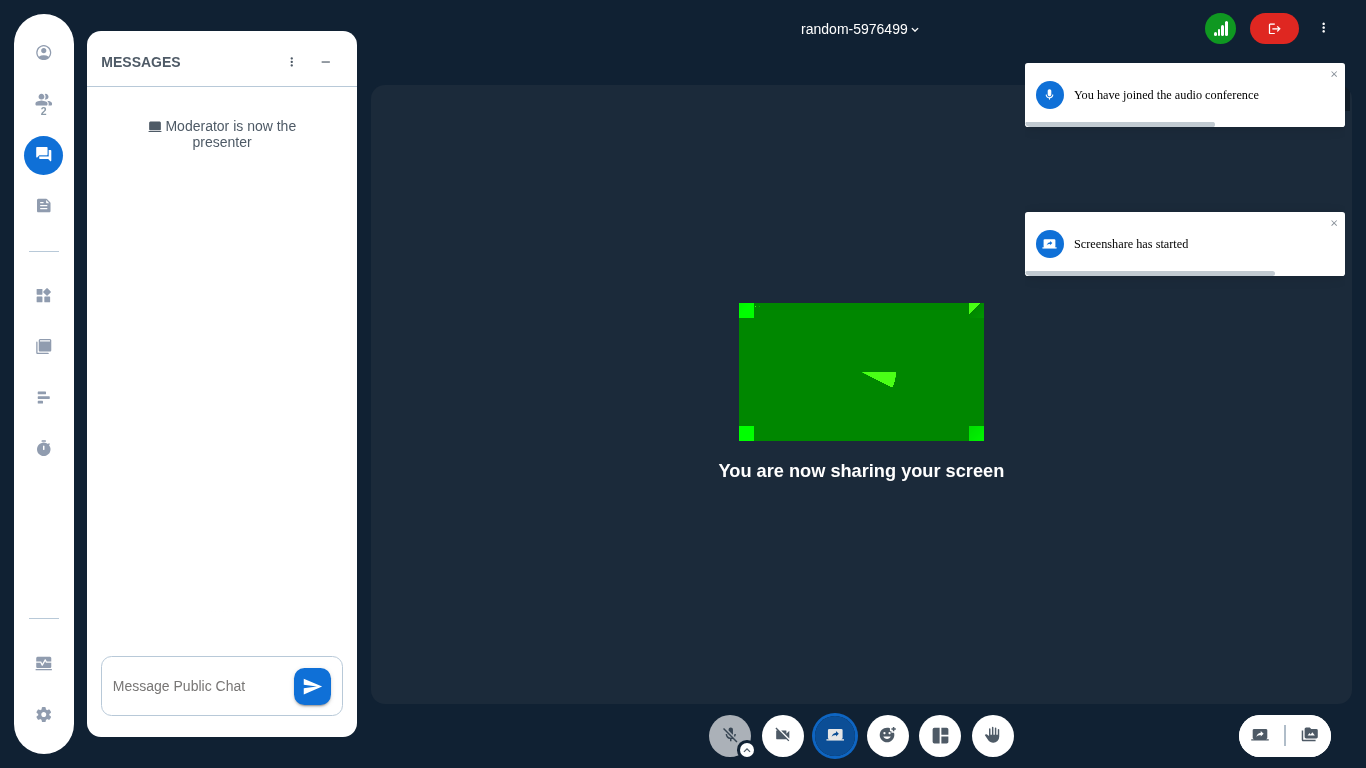 random-5976499
2
MESSAGES
Moderator is now the
presenter
Message Public Chat
You have joined the audio conference
Screenshare has started
You are now sharing your screen